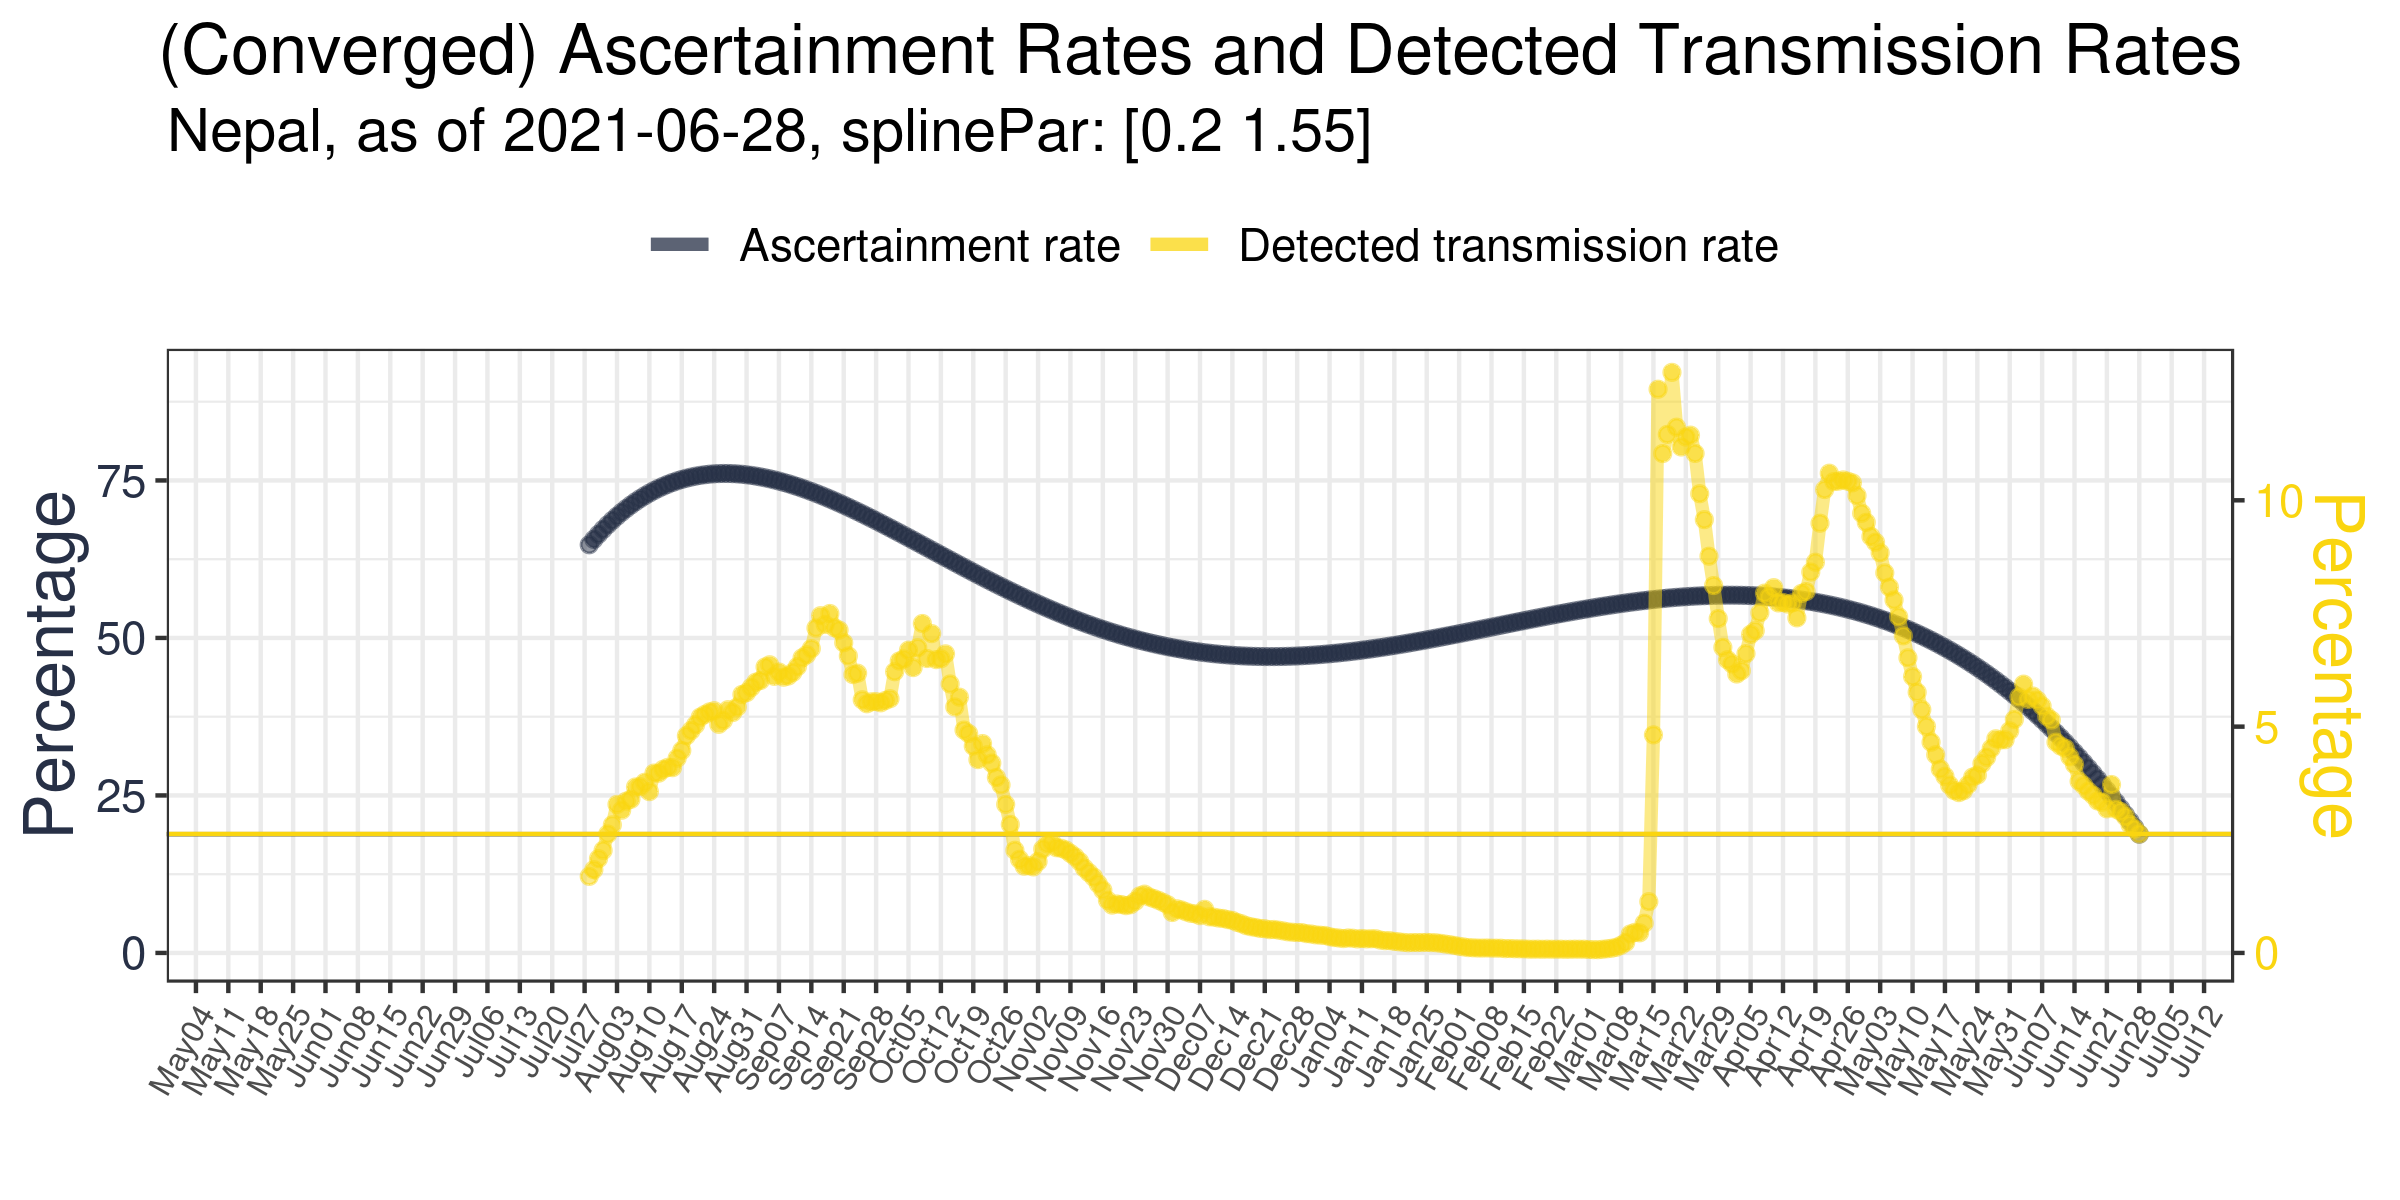 (Converged) Ascertainment Rates and Detected Transmission Rates
Nepal, as of 2021-06-28, splinePar: [0.2 1.55]
Ascertainment rate
Detected transmission rate
Percentage
75
50
25
0
10
5
0
Percentage
May04
May11
May18
May25
Jun01
Jun08
Jun15
Jun22
Jun29
Jul06
Jul13
Jul20
Jul27
Aug03
Aug10
Aug17
Aug24
Aug31
Sep07
Sep14
Sep21
Sep28
Oct05
Oct12
Oct19
Oct26
Nov02
Nov09
Nov16
Nov23
Nov30
Dec07
Dec14
Dec21
Dec28
Jan04
Jan11
Jan18
Jan25
Feb01
Feb08
Feb15
Feb22
Mar01
Mar08
Mar15
Mar22
Mar29
Apr05
Apr12
Apr19
Apr26
May03
May10
May17
May24
May31
Jun07
Jun14
Jun21
Jun28
Jul05
Jul12